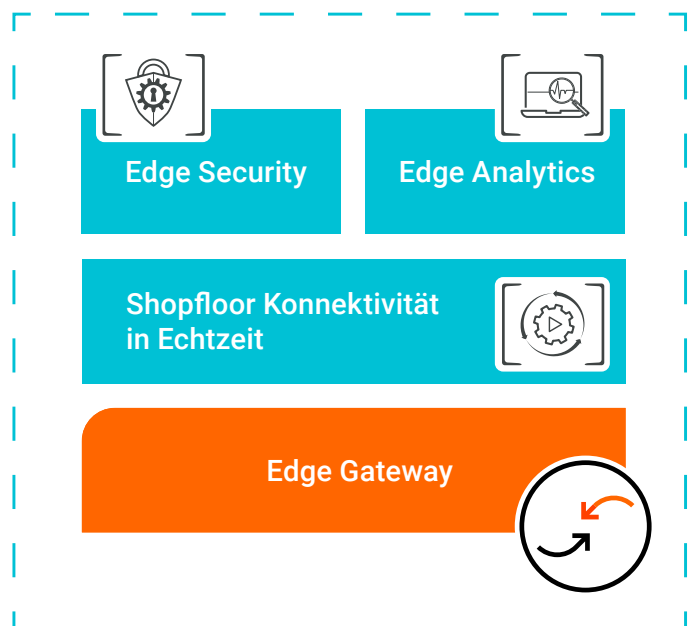 Edge Security
Edge Analytics
Shopfloor Konnektivität
in Echtzeit
Edge Gateway